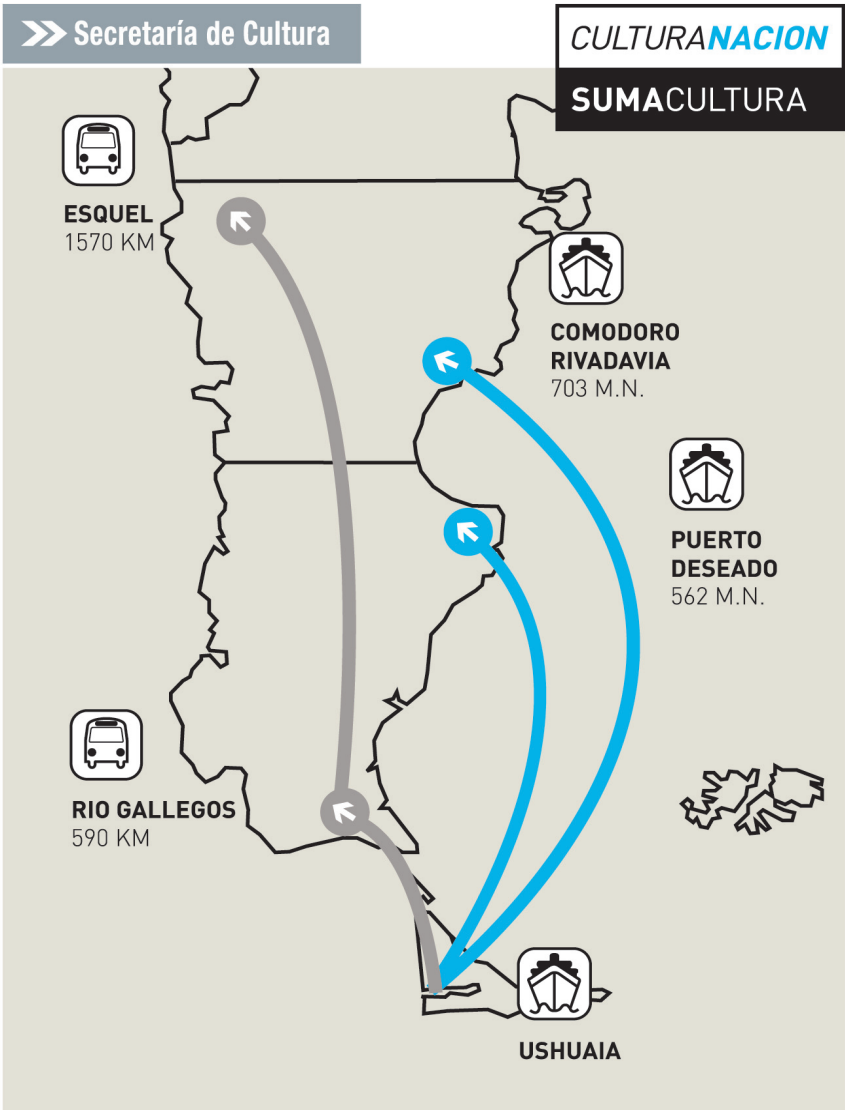 Secretaría de Cultura
CULTURANACION
SUMACULTURA
ESQUEL
1570 KM
COMODORO
RIVADAVIA
703 M.N.
PUERTO
DESEADO
562 M.N.
RIO GALLEGOS
590 KM
USHUAIA